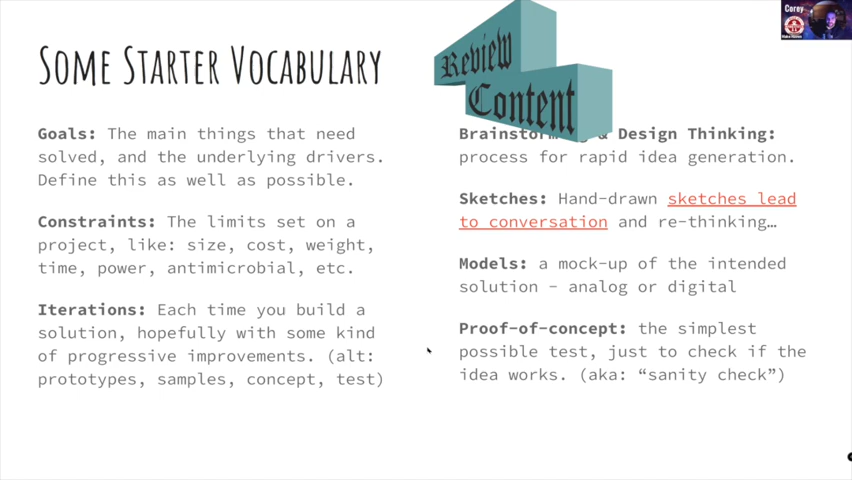 Some Starter Vocabulary
Review
Content
Corey
Goals: The main things that need
solved, and the underlying drivers.
Define this as well as possible.
Constraints: The limits set on a
project, like: size, cost, weight,
time, power, antimicrobial, etc.
Iterations: Each time you build a
solution, hopefully with some kind
of progressive improvements. (alt:
prototypes, samples, concept, test)
Brainstorming & Design Thinking:
process for rapid idea generation.
Sketches: Hand-drawn sketches lead
to conversation and re-thinking…
Models: a mock-up of the intended
solution - analog or digital
Proof-of-concept: the simplest
possible test, just to check if the
idea works. (aka: “sanity check”)